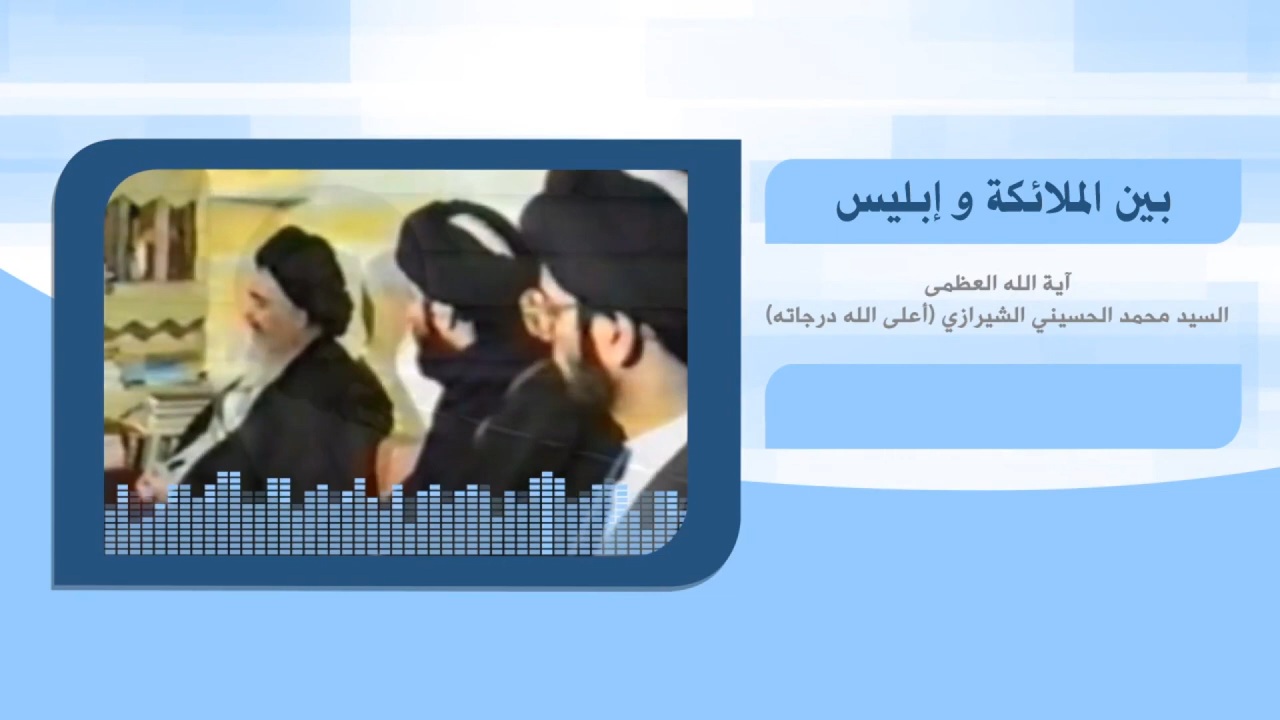 بين الملائكة و إبليس
آية الله العظمى
السيد محمد الحسيني الشيرازي (أعلى الله درجاته)